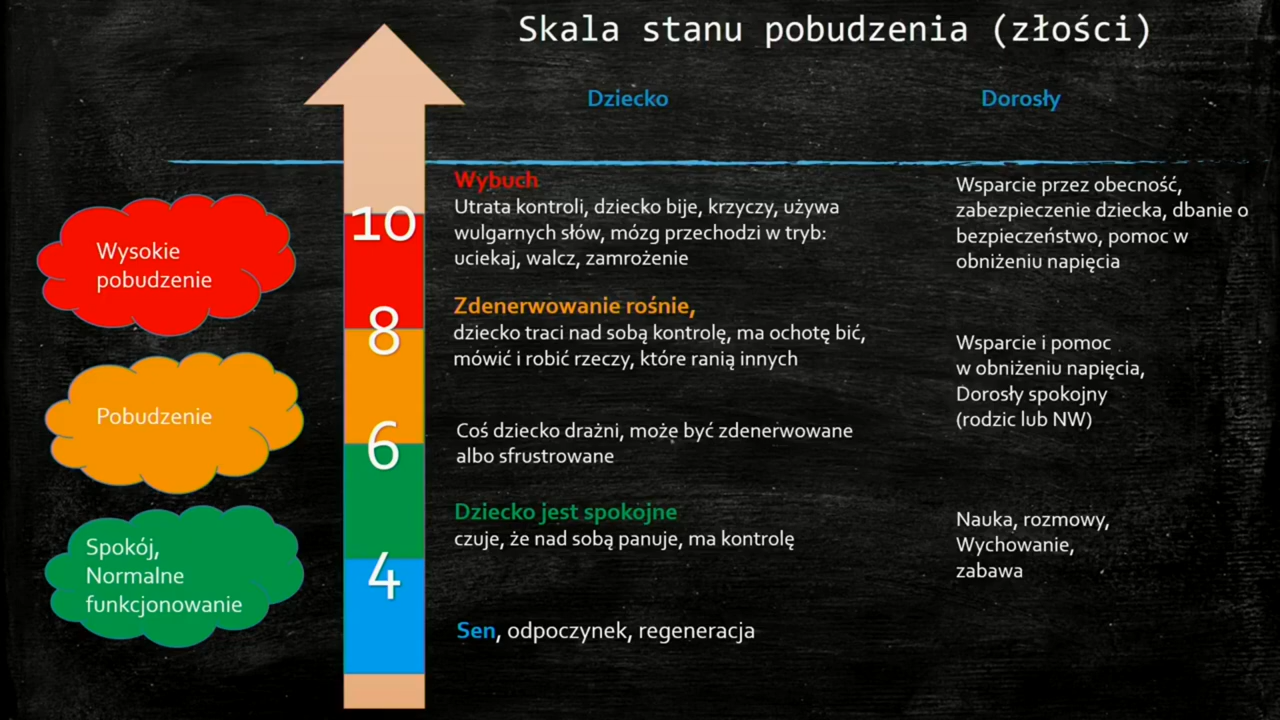 Skala stanu pobudzenia (złości)
Dziecko
Dorosły
Wysokie
pobudzenie
Pobudzenie
Spokój,
Normalne
funkcjonowanie
10
8
6
4
Wybuch
Utrata kontroli, dziecko bije, krzyczy, używa
wulgarnych słów, mózg przechodzi w tryb:
uciekaj, walcz, zamrożenie
Zdenerwowanie rośnie,
dziecko traci nad sobą kontrolę, ma ochotę bić,
mówić i robić rzeczy, które ranią innych
Coś dziecko drażni, może być zdenerwowane
albo sfrustrowane
Dziecko jest spokojne
czuje, że nad sobą panuje, ma kontrolę
Sen, odpoczynek, regeneracja
Wsparcie przez obecność,
zabezpieczenie dziecka, dbanie o
bezpieczeństwo, pomoc w
obniżeniu napięcia
Wsparcie i pomoc
w obniżeniu napięcia,
Dorosły spokojny
(rodzic lub NW)
Nauka, rozmowy,
Wychowanie,
zabawa